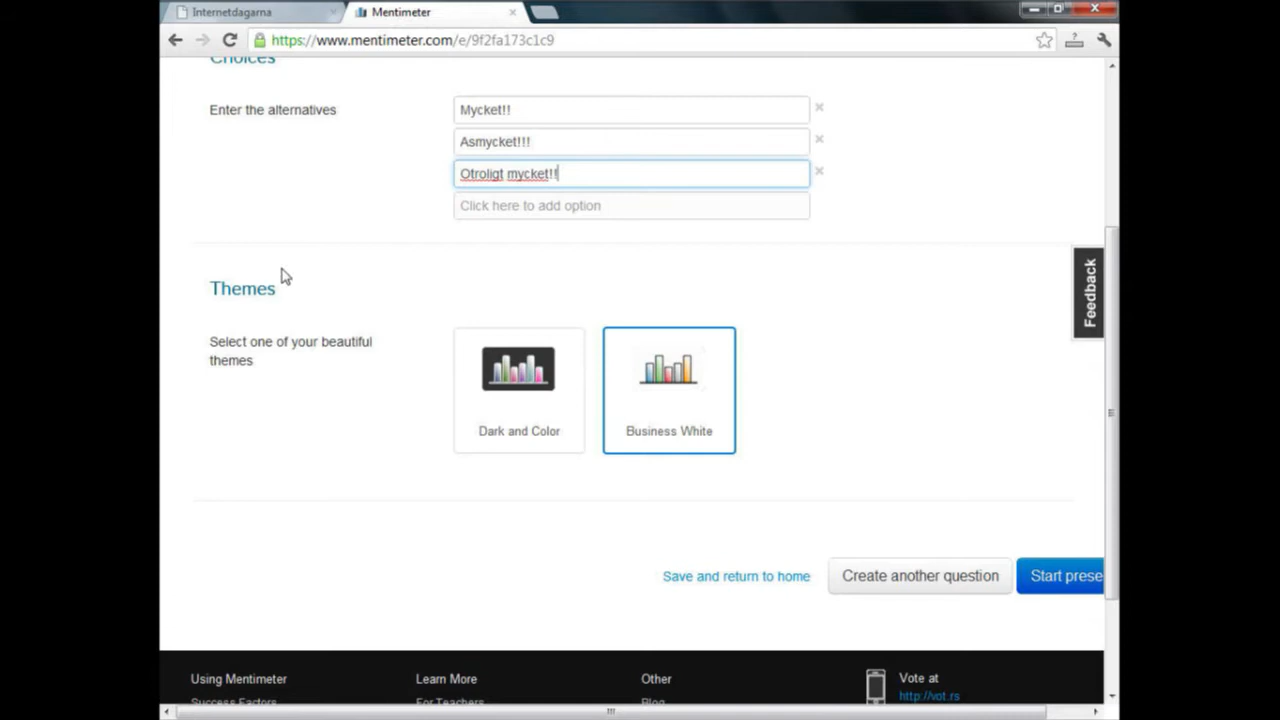 Internetdagarna
Mentimeter
https://www.mentimeter.com/e/9f2fa173c1c9
Choices
Enter the alternatives
Mycket!!
Asmycket!!!
Otroligt mycket!!
Click here to add option
Feedback
Themes
Select one of your beautiful
themes
Dark and Color
Business White
Save and return to home
Create another question
Start prese
Using Mentimeter
Learn More
Other
Vote at
Success Factors
For Teachers
Blog
http://vot.rs